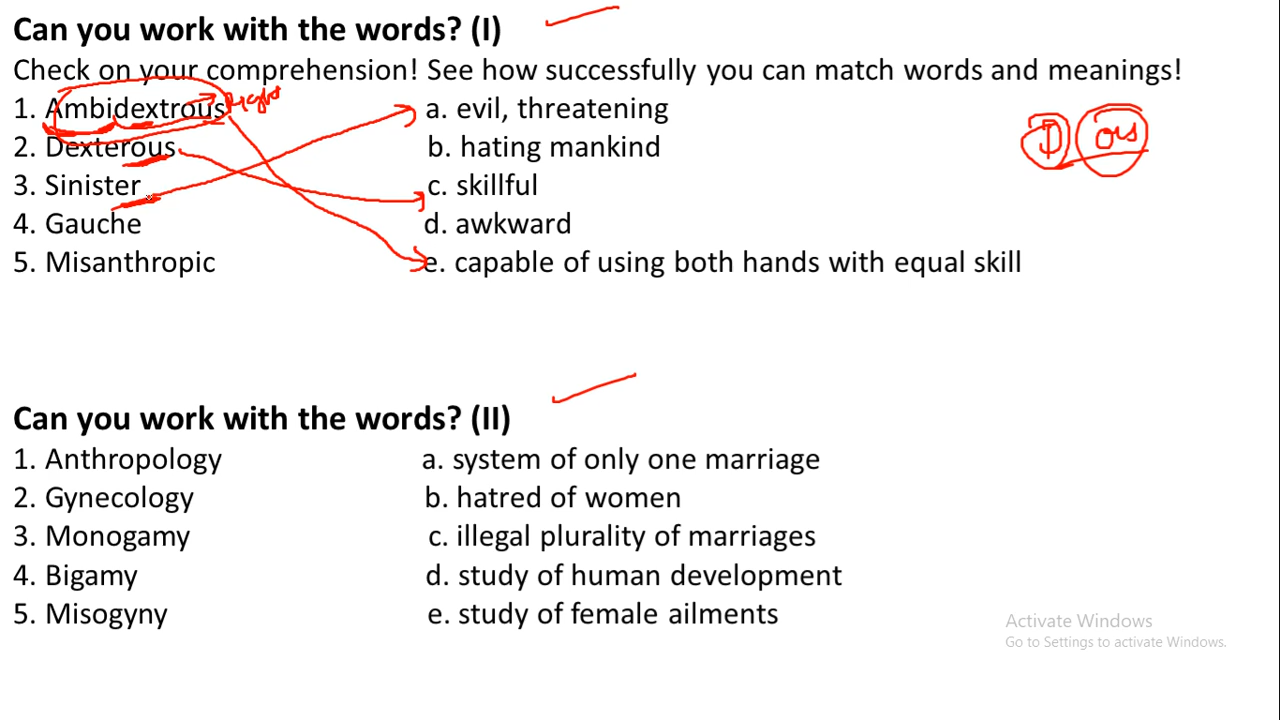 Can you work with the words? (I)
Check on your comprehension! See how successfully you can match words and meanings!
1. Ambidextrous Right a. evil, threatening
2. Dexterous b. hating mankind
D ous
3. Sinister c. skillful
4. Gauche d. awkward
5. Misanthropic e. capable of using both hands with equal skill
Can you work with the words? (II)
1. Anthropology a. system of only one marriage
2. Gynecology b. hatred of women
3. Monogamy c. illegal plurality of marriages
4. Bigamy d. study of human development
5. Misogyny e. study of female ailments
Activate Windows
Go to Settings to activate Windows.